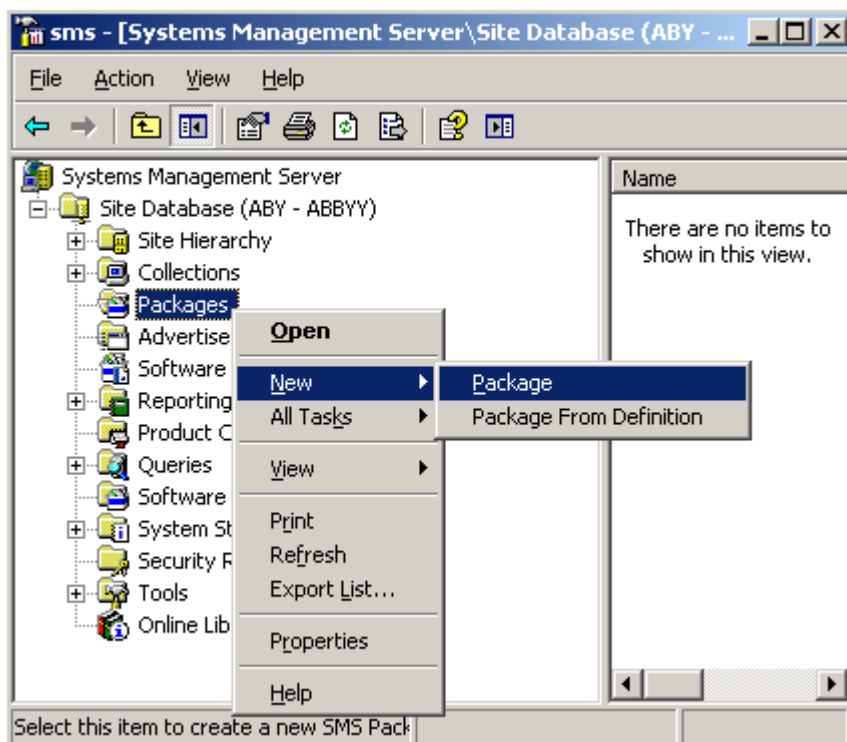 sms - [Systems Management Server\Site Database (ABY - ...
File Action View Help
Systems Management Server
Site Database (ABY - ABBYY)
Site Hierarchy
Collections
Packages
Advertise
Software
Reporting
Product C
Queries
Software
System St
Security R
Tools
Online Lib
Open
New
All Tasks
View
Print
Refresh
Export List...
Properties
Help
Package
Package From Definition
Name
There are no items to
show in this view.
Select this item to create a new SMS Pack